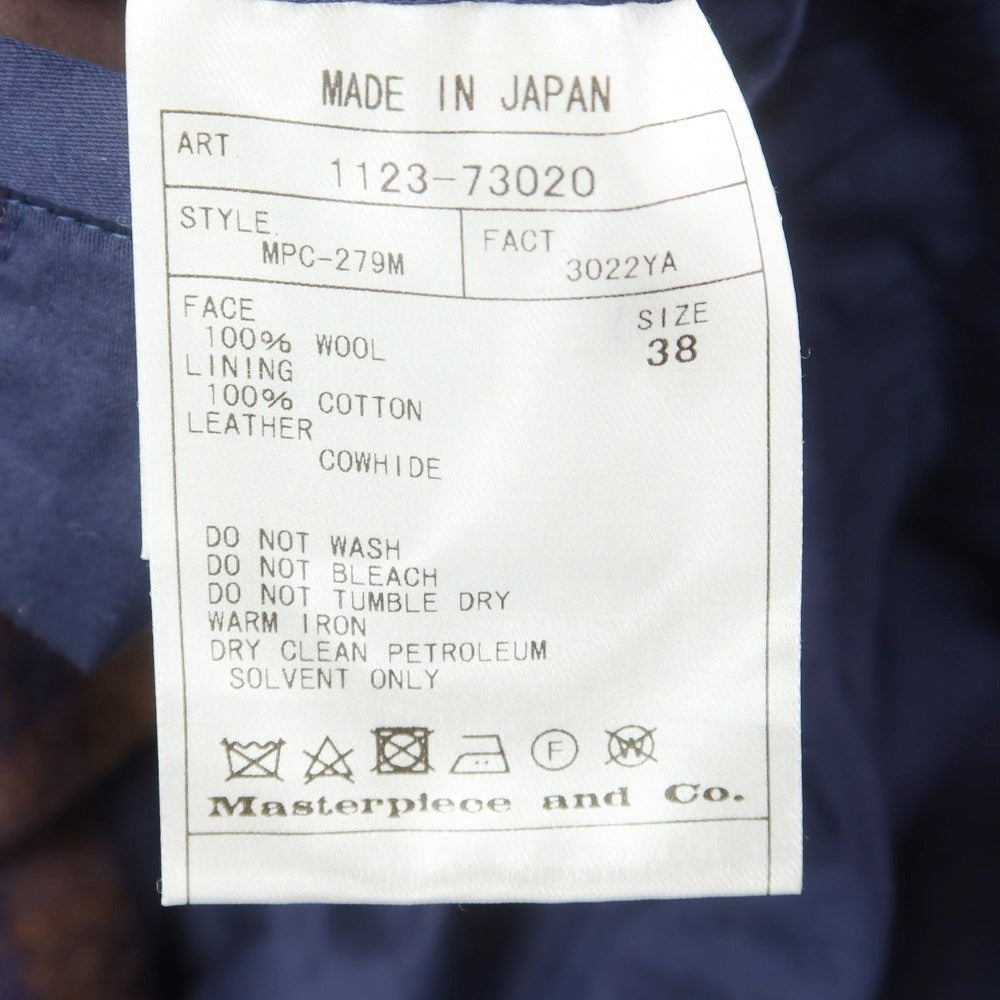 MADE IN JAPAN
ART
1123-73020
STYLE
MPC-279M
FACT
3022YA
FACE
100% WOOL
LINING
100% COTTON
LEATHER
COWHIDE
SIZE
38
DO NOT WASH
DO NOT BLEACH
DO NOT TUMBLE DRY
WARM IRON
DRY CLEAN PETROLEUM
SOLVENT ONLY
F W
Masterpiece and Co.